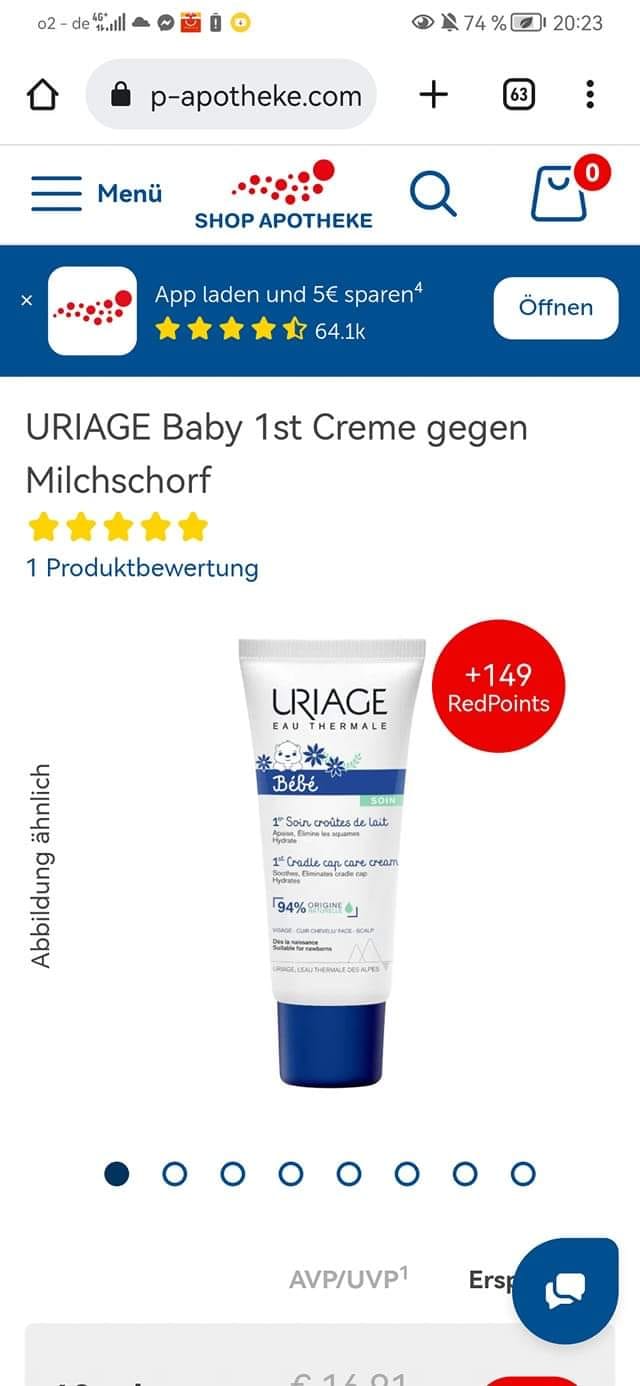 o2 - de 4G+ 74 % 20:23
p-apotheke.com 63
Menü SHOP APOTHEKE 0
App laden und 5€ sparen4
64.1k
Öffnen
URIAGE Baby 1st Creme gegen
Milchschorf
1 Produktbewertung
+149
RedPoints
Abbildung ähnlich
URIAGE
EAU THERMALE
Bébé
SOIN
1er Soin croûtes de lait
Apaise, Élimine les squames
Hydrate
1st Cradle cap care cream
Soothes, Eliminates cradle cap
Hydrates
94% ORIGINE
NATURELLE
VISAGE - CUIR CHEVELU FACE - SCALP
Dès la naissance
Suitable for newborns
URIAGE, L'EAU THERMALE DES ALPES
AVP/UVP1 Ersp